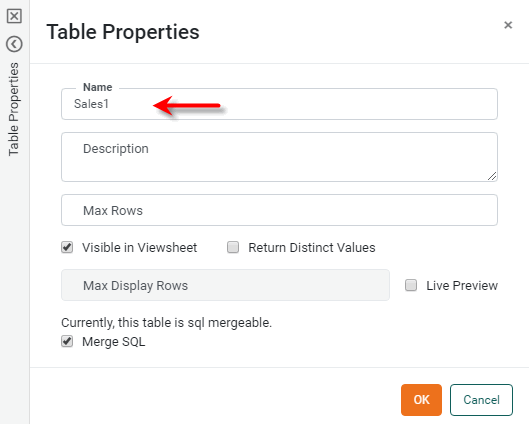 Table Properties
Table Properties
Name
Sales1
Description
Max Rows
Visible in Viewsheet
Return Distinct Values
Max Display Rows
Live Preview
Currently, this table is sql mergeable.
Merge SQL
OK
Cancel